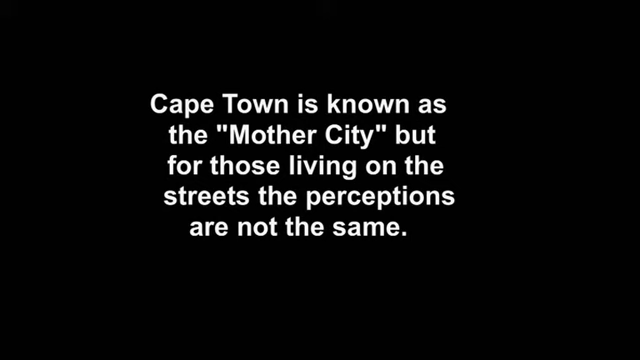 Cape Town is known as
the "Mother City" but
for those living on the
streets the perceptions
are not the same.